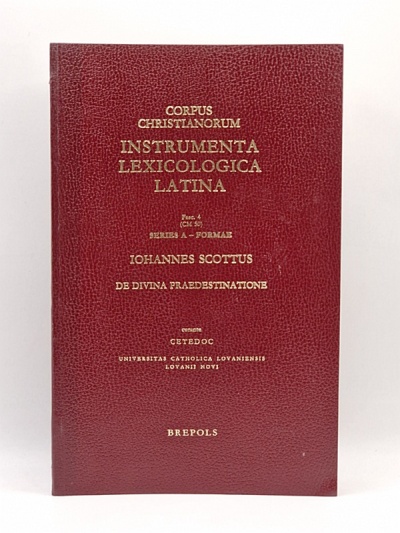 CORPUS
CHRISTIANORUM
INSTRUMENTA
LEXICOLOGICA
LATINA
Fasc. 4
(CM 50)
SERIES A – FORMAE
IOHANNES SCOTTUS
DE DIVINA PRAEDESTINATIONE
curante
CETEDOC
UNIVERSITAS CATHOLICA LOVANIENSIS
LOVANII NOVI
BREPOLS